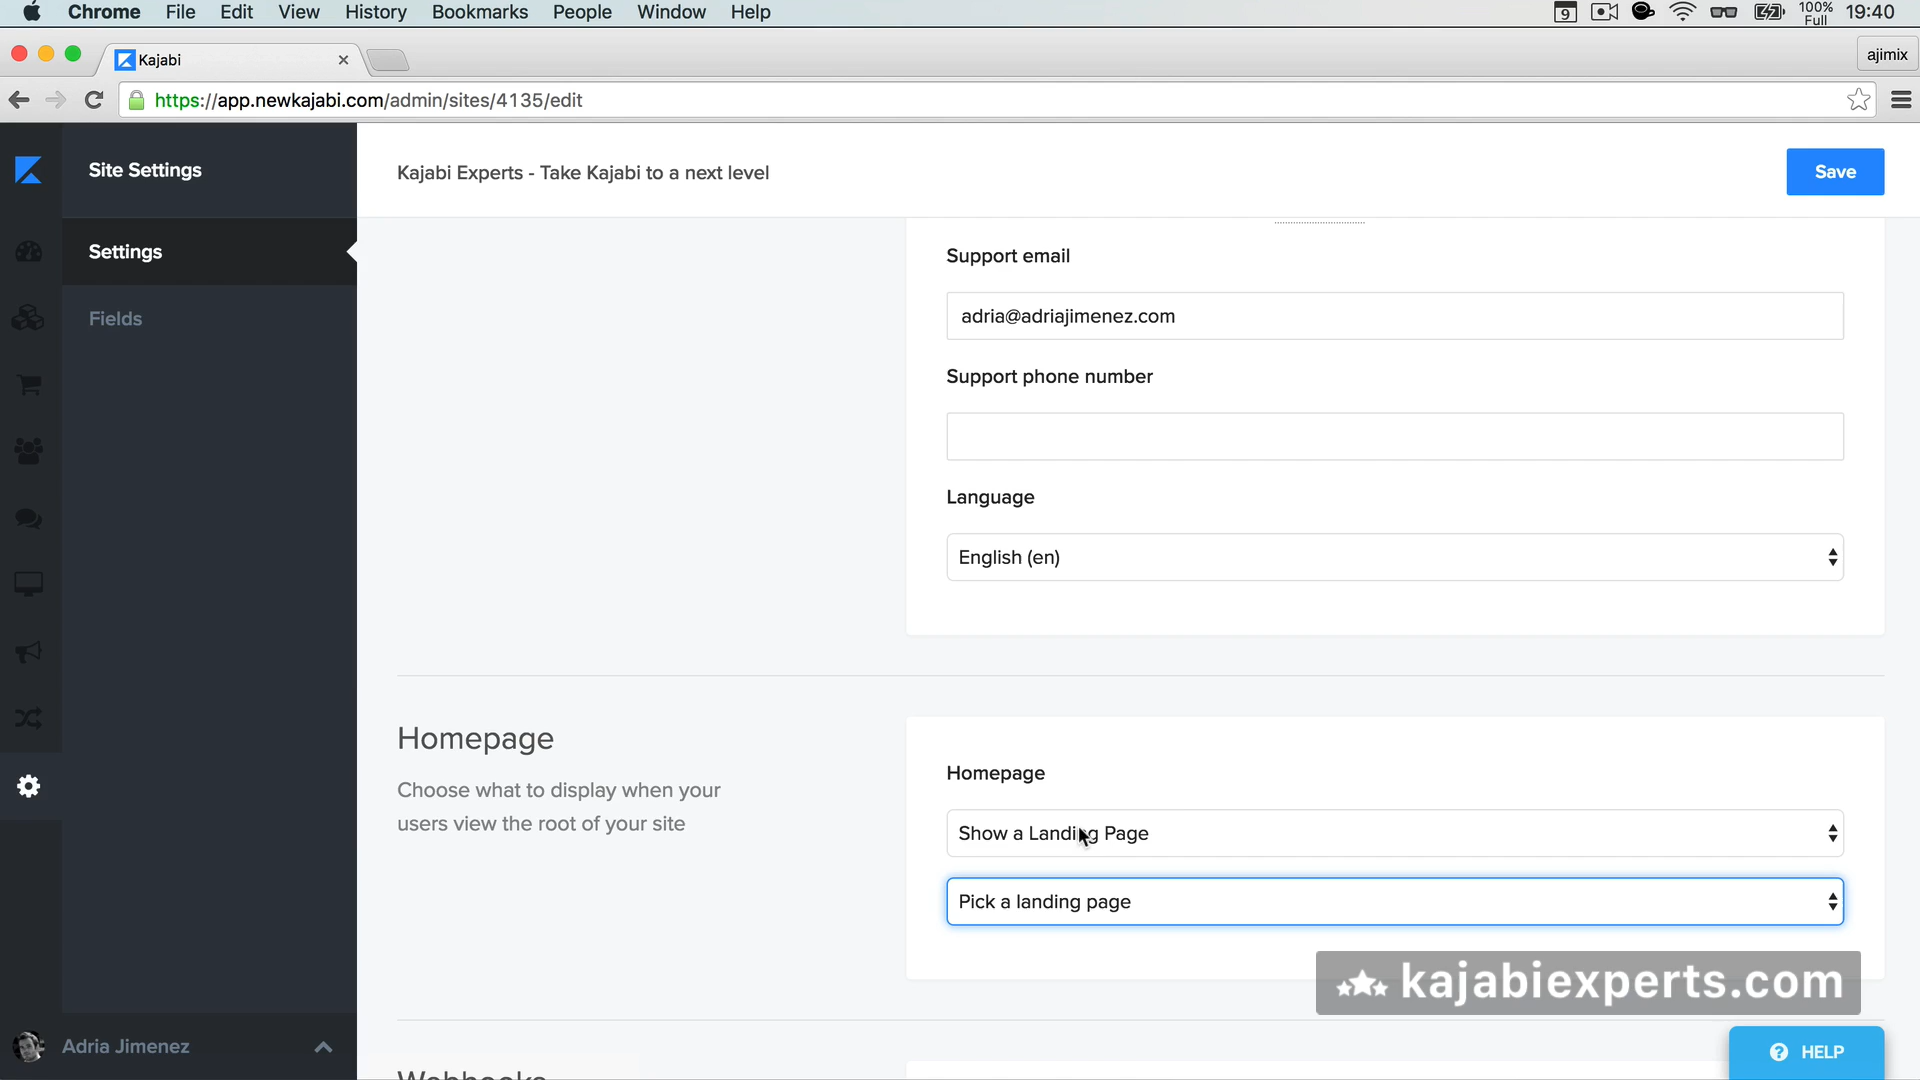 Chrome File Edit View History Bookmarks People Window Help
9 100% Full 19:40
Kajabi
ajimix
https://app.newkajabi.com/admin/sites/4135/edit
Site Settings
Kajabi Experts - Take Kajabi to a next level
Save
Settings
Fields
Support email
adria@adriajimenez.com
Support phone number
Language
English (en)
Homepage
Choose what to display when your
users view the root of your site
Homepage
Show a Landing Page
Pick a landing page
kajabiexperts.com
Adria Jimenez
? HELP
Webhooks